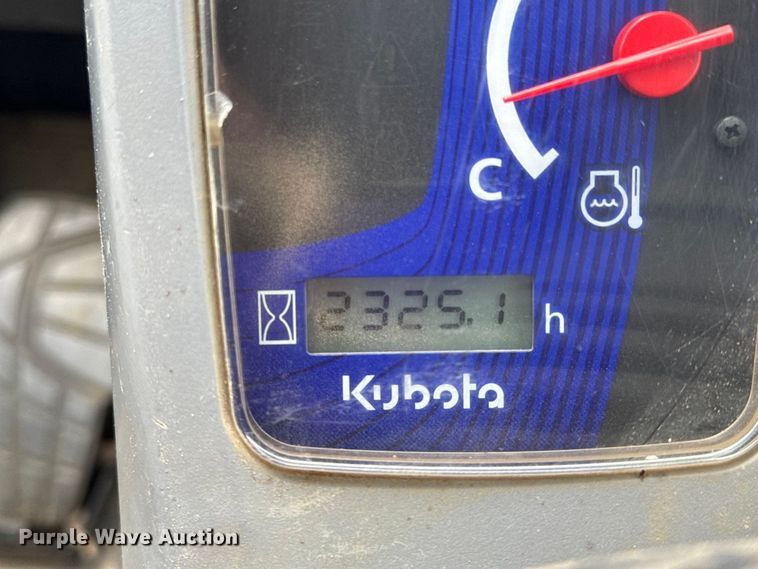 C
2325.1 h
Kubota
Purple Wave Auction